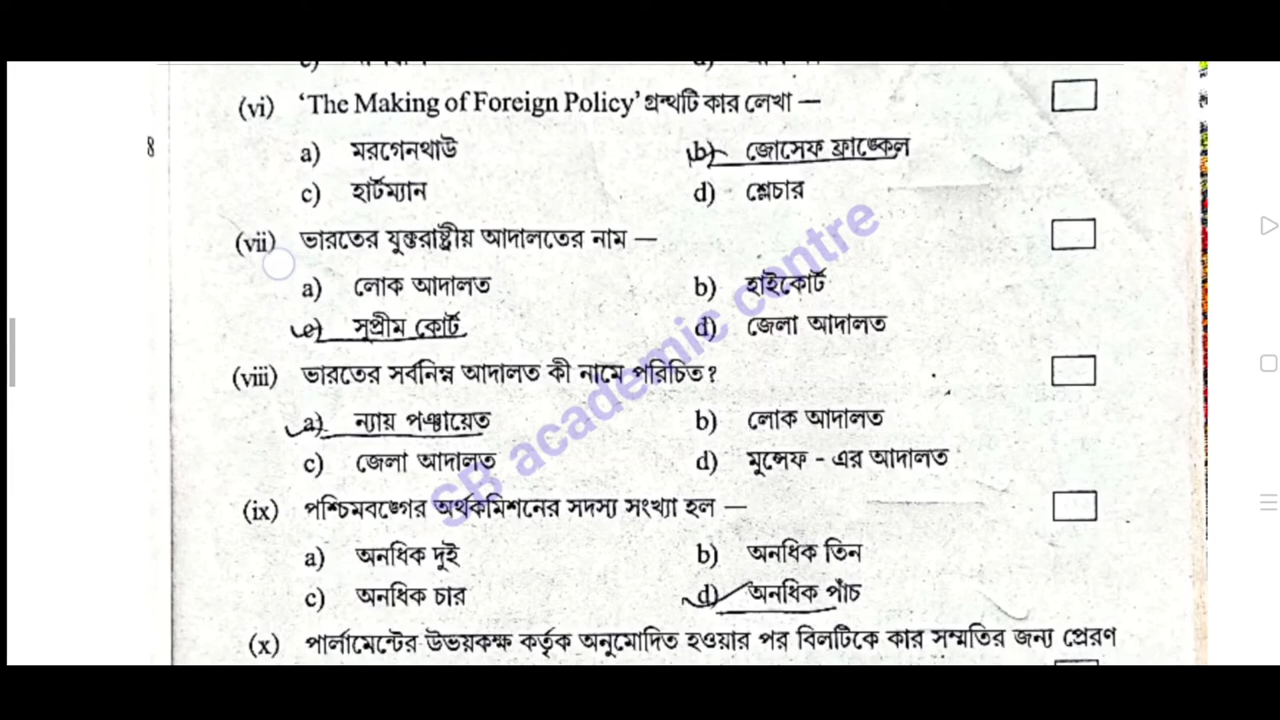 (vi) 'The Making of Foreign Policy' গ্রন্থটি কার লেখা —
8
a) মরগেনথাউ b) জোসেফ ফ্রাঙ্কেল
c) হার্টম্যান d) শ্লেচার
(vii) ভারতের যুক্তরাষ্ট্রীয় আদালতের নাম —
a) লোক আদালত b) হাইকোর্ট
c) সুপ্রীম কোর্ট d) জেলা আদালত
(viii) ভারতের সর্বনিম্ন আদালত কী নামে পরিচিত?
a) ন্যায় পঞ্চায়েত b) লোক আদালত
c) জেলা আদালত d) মুন্সেফ - এর আদালত
SB academic centre
(ix) পশ্চিমবঙ্গের অর্থকমিশনের সদস্য সংখ্যা হল —
a) অনধিক দুই b) অনধিক তিন
c) অনধিক চার d) অনধিক পাঁচ
(x) পার্লামেন্টের উভয়কক্ষ কর্তৃক অনুমোদিত হওয়ার পর বিলটিকে কার সম্মতির জন্য প্রেরণ